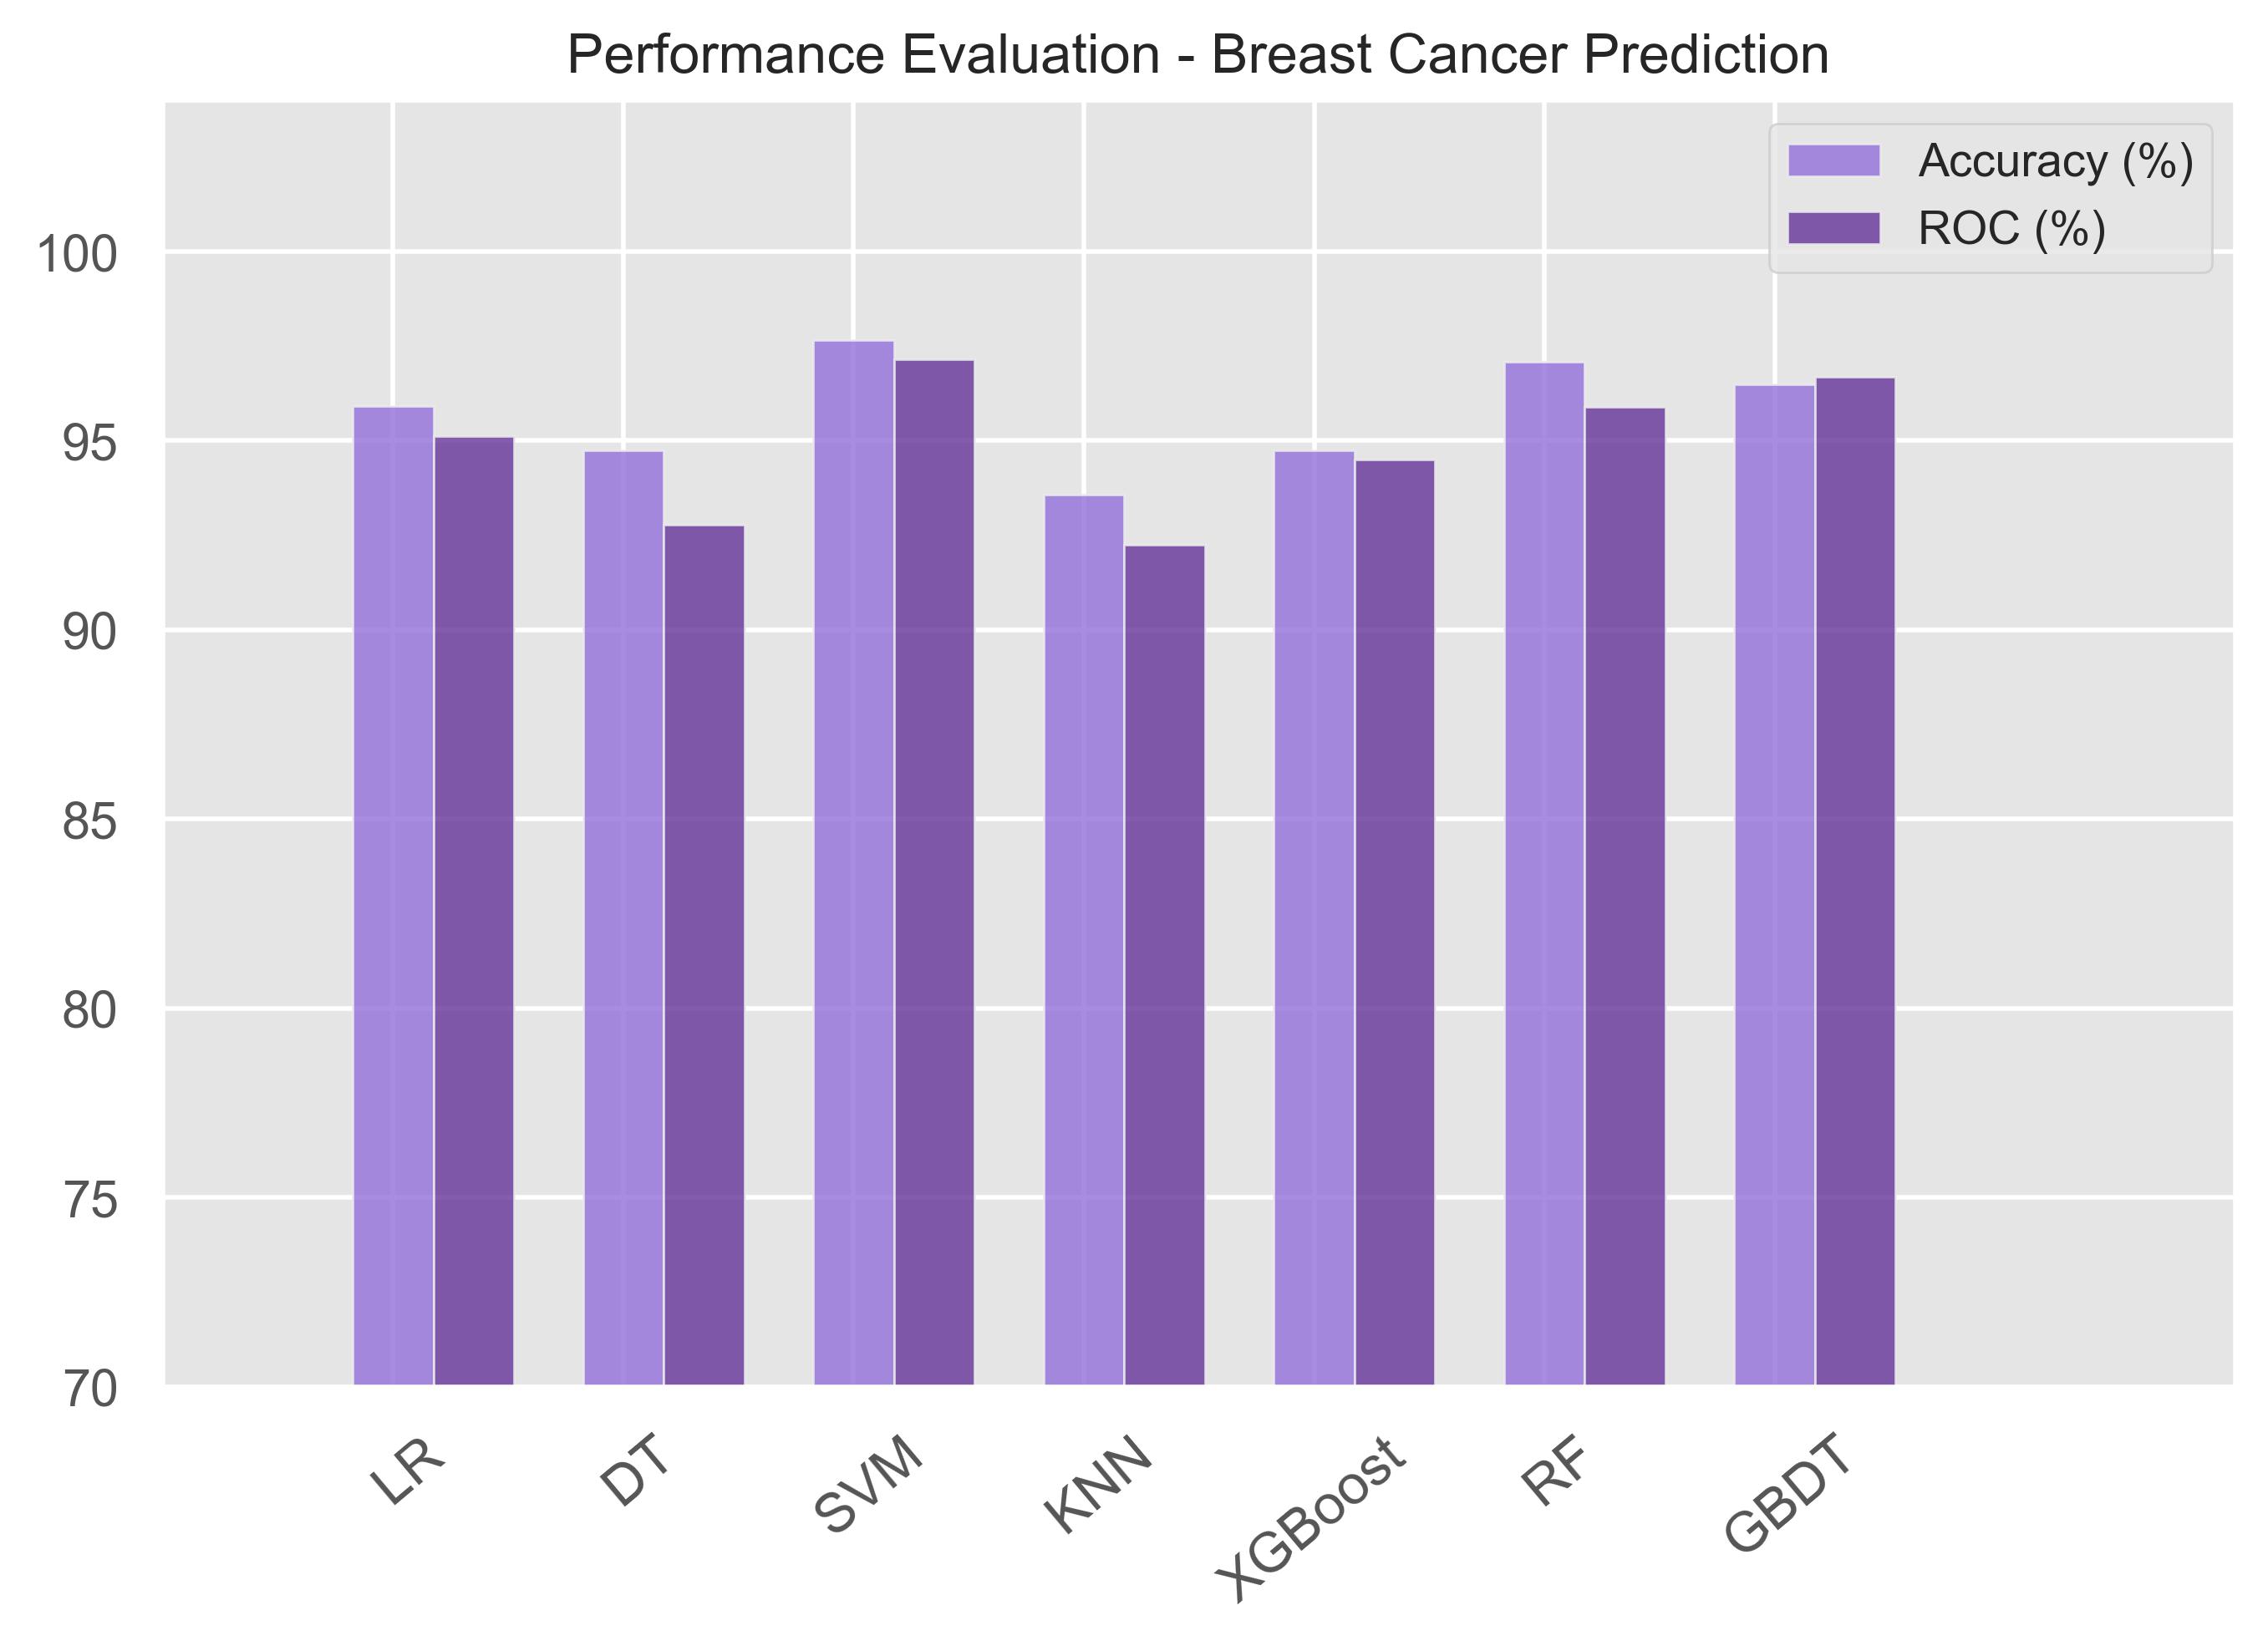 Performance Evaluation - Breast Cancer Prediction
Accuracy (%)
ROC (%)
100
95
90
85
80
75
70
LR
DT
SVM
KNN
XGBoost
RF
GBDT